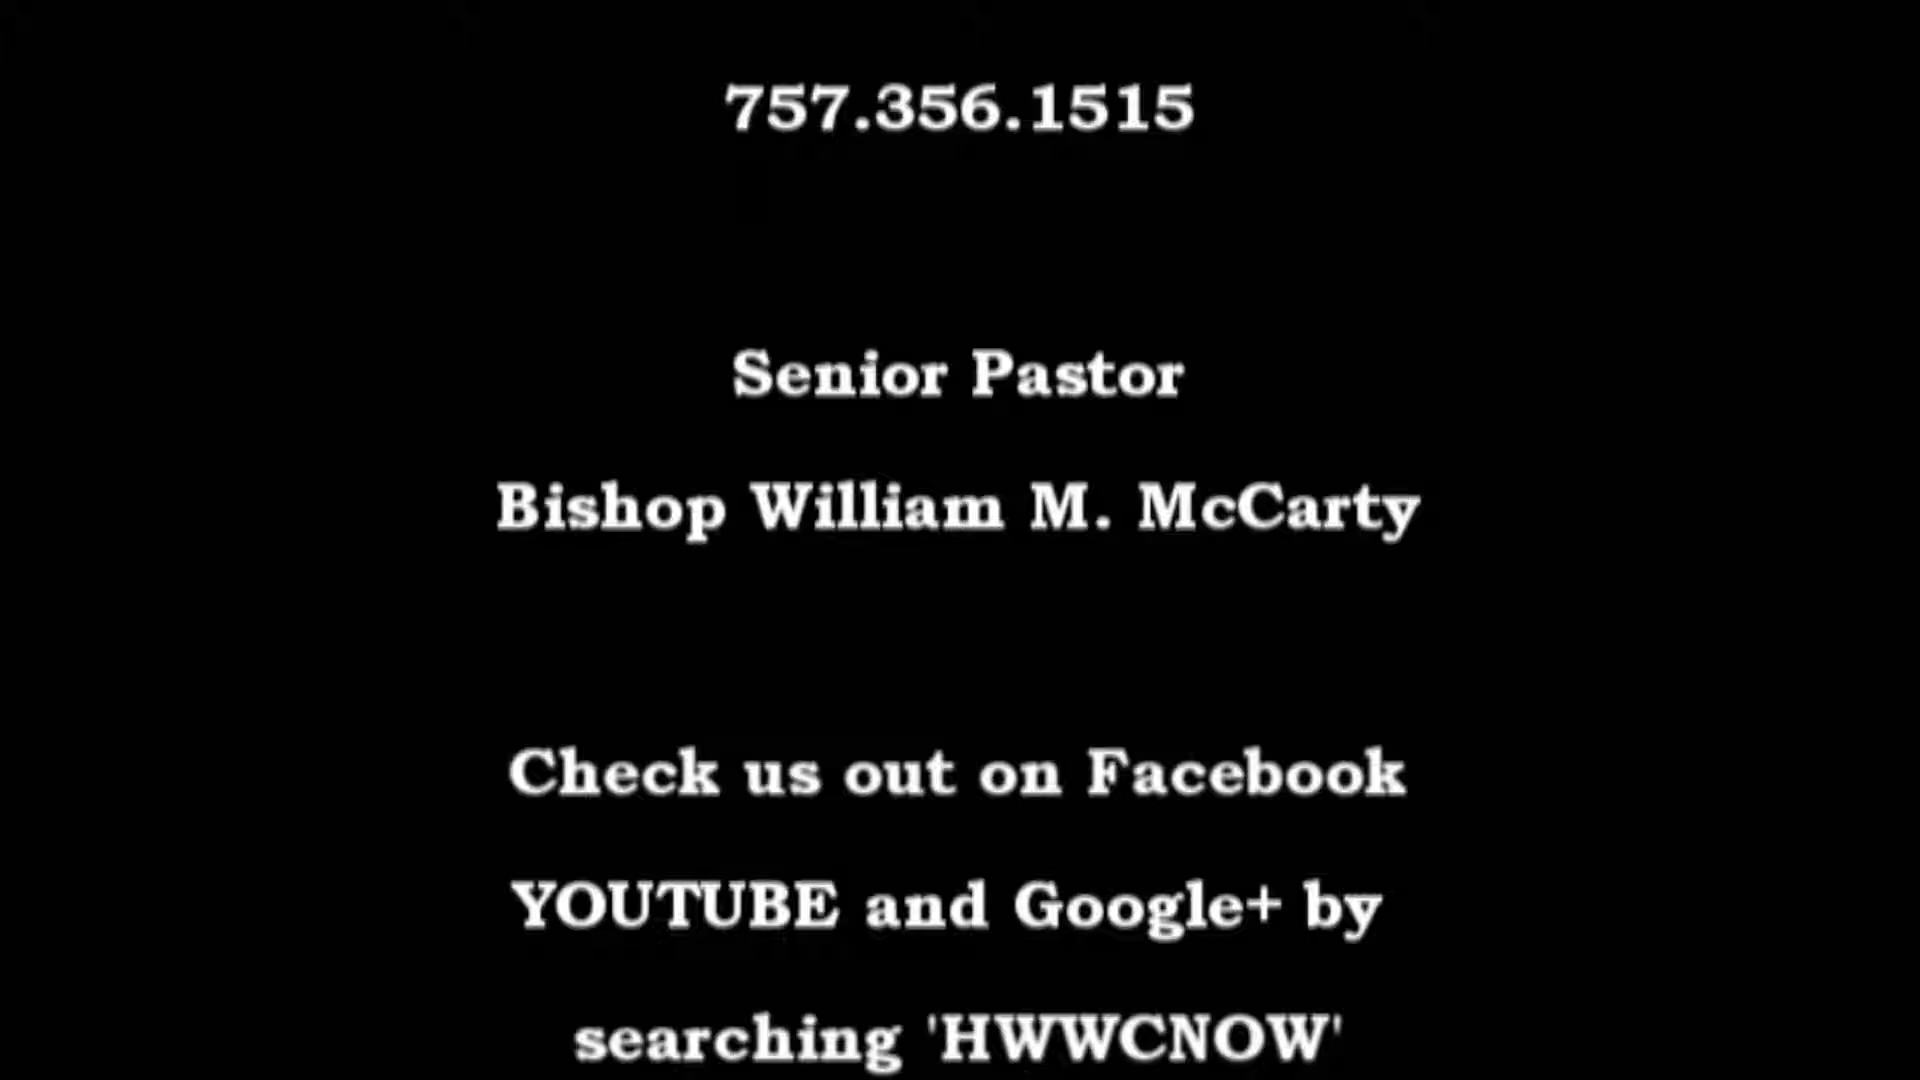 757.356.1515
Senior Pastor
Bishop William M. McCarty
Check us out on Facebook
YOUTUBE and Google+ by
searching 'HWWCNOW'